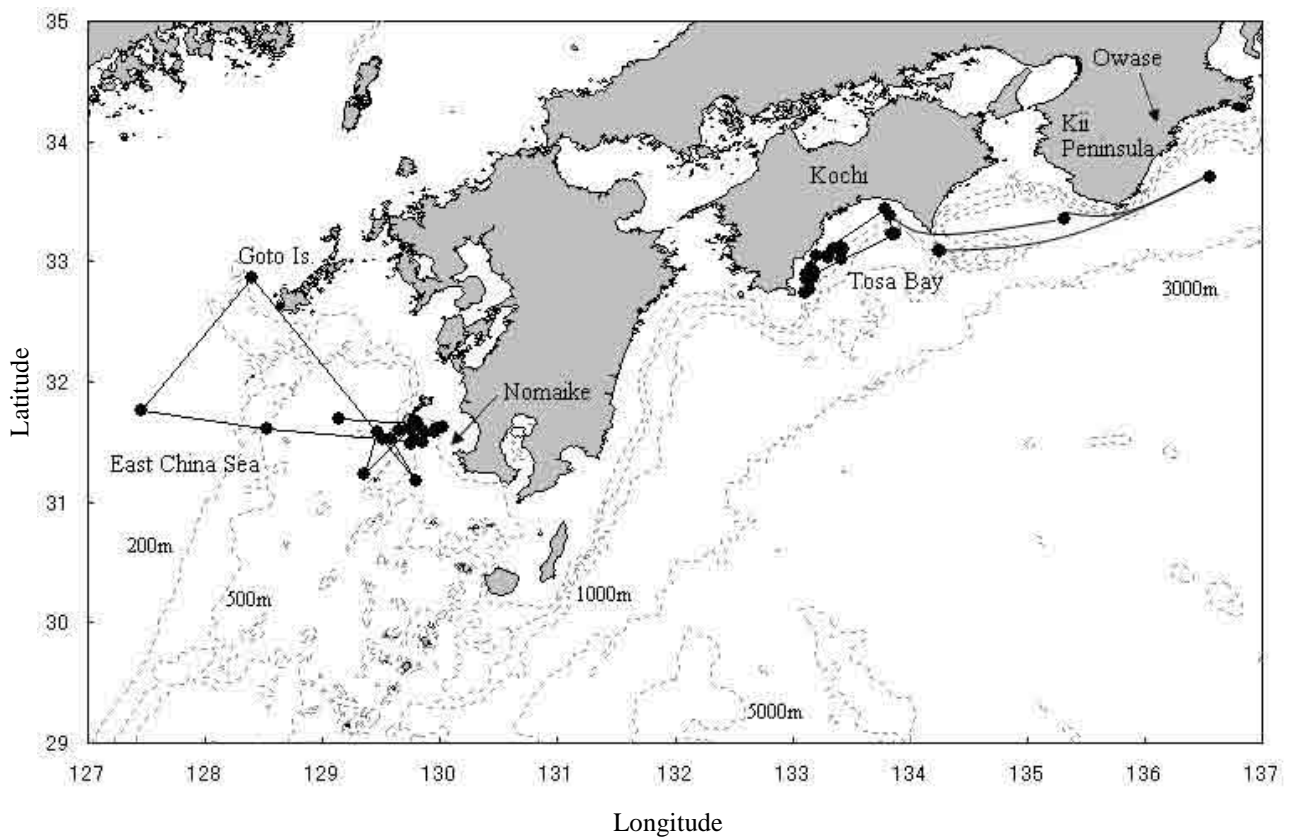 35
34
33
32
31
30
29
Latitude
Owase
Kii
Peninsula
Kochi
Goto Is.
Tosa Bay
3000m
Nomaike
East China Sea
200m
500m
1000m
5000m
127
128
129
130
131
132
133
134
135
136
137
Longitude